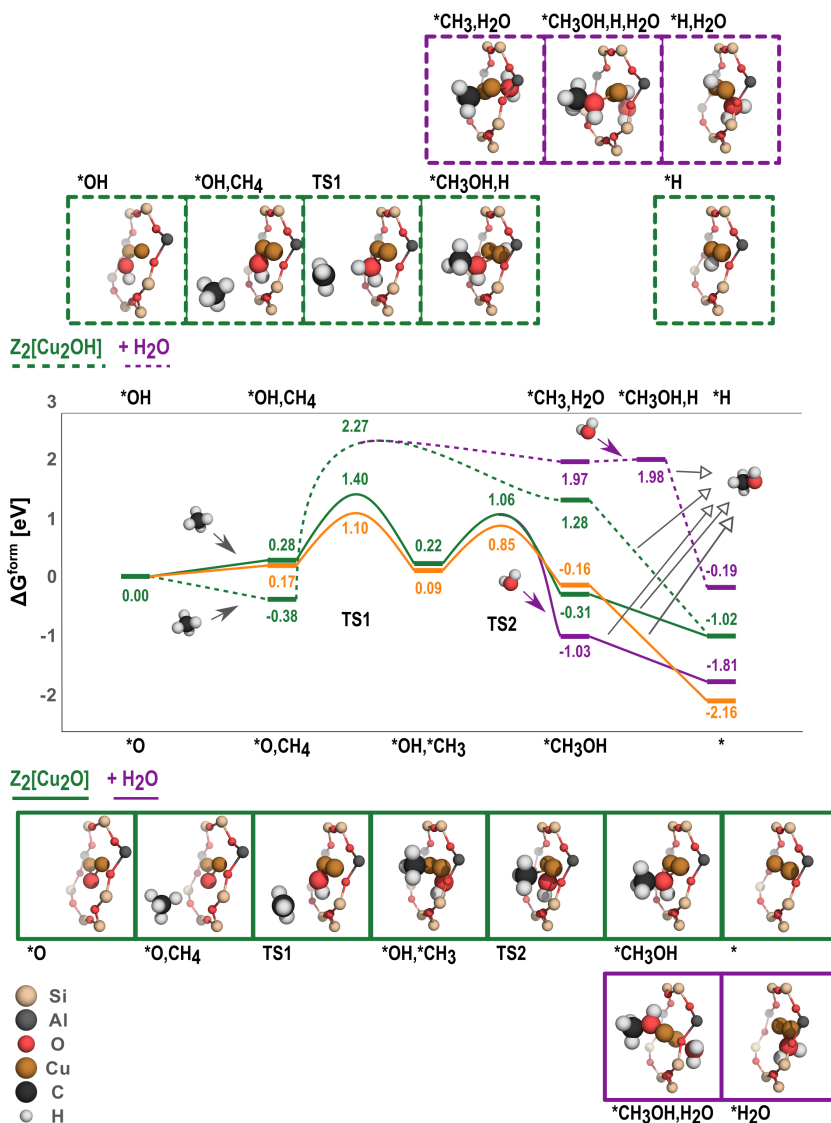 *CH3,H2O *CH3OH,H,H2O *H,H2O
*OH *OH,CH4 TS1 *CH3OH,H *H
Z2[Cu2OH] + H2O
*OH *OH,CH4 *CH3,H2O *CH3OH,H *H
3
2
1
0
-1
-2
ΔG^form [eV]
2.27
1.97 1.98
1.40
1.06
1.28
0.28
1.10
0.22
0.85
-0.16
-0.19
0.00
0.17
0.09
-0.31
-0.38
TS1
TS2
-1.02
-1.03
-1.81
-2.16
*O *O,CH4 *OH,*CH3 *CH3OH *
Z2[Cu2O] + H2O
*O *O,CH4 TS1 *OH,*CH3 TS2 *CH3OH *
Si
Al
O
Cu
C
H
*CH3OH,H2O *H2O